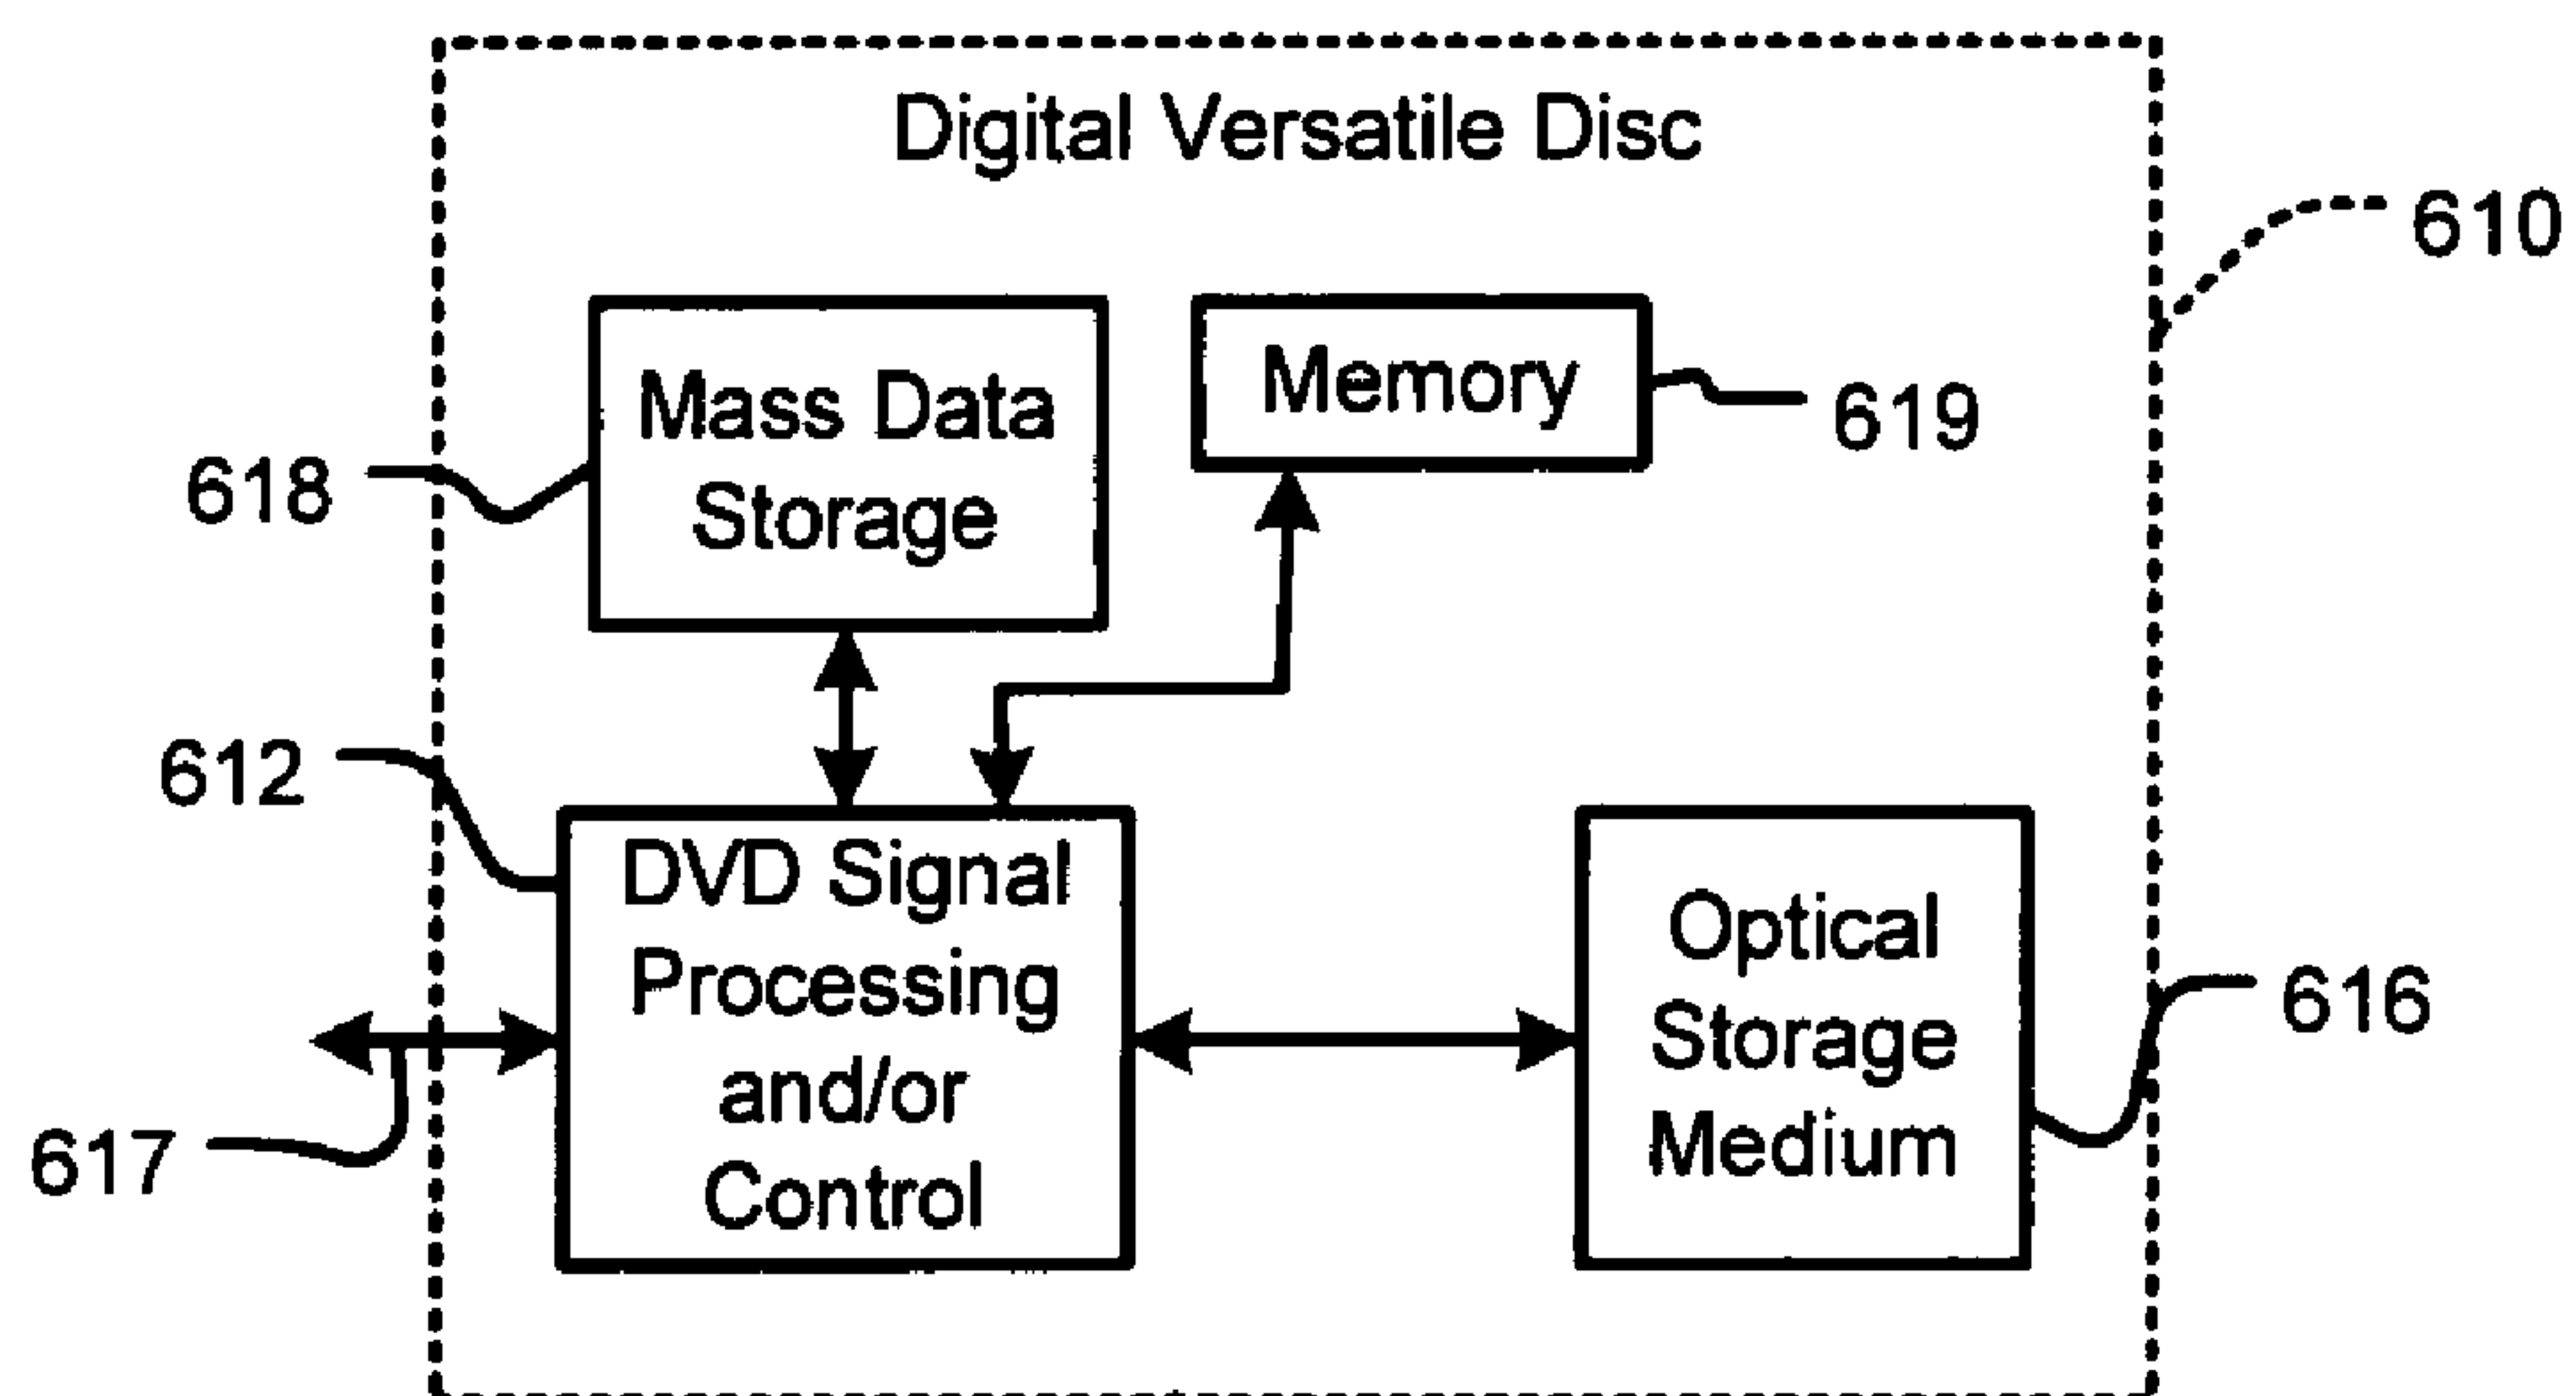 Digital Versatile Disc
610
Mass Data
Storage
618
Memory
619
612
DVD Signal
Processing
and/or
Control
Optical
Storage
Medium
616
617